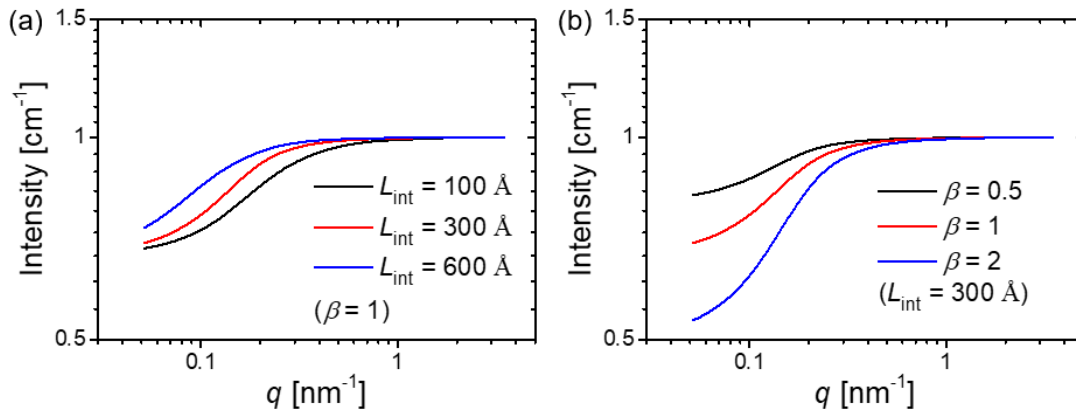 (a)
1.5
1
0.5
Intensity [cm⁻¹]
0.1
1
q [nm⁻¹]
L_int = 100 Å
L_int = 300 Å
L_int = 600 Å
(β = 1)
(b)
1.5
1
0.5
Intensity [cm⁻¹]
0.1
1
q [nm⁻¹]
β = 0.5
β = 1
β = 2
(L_int = 300 Å)